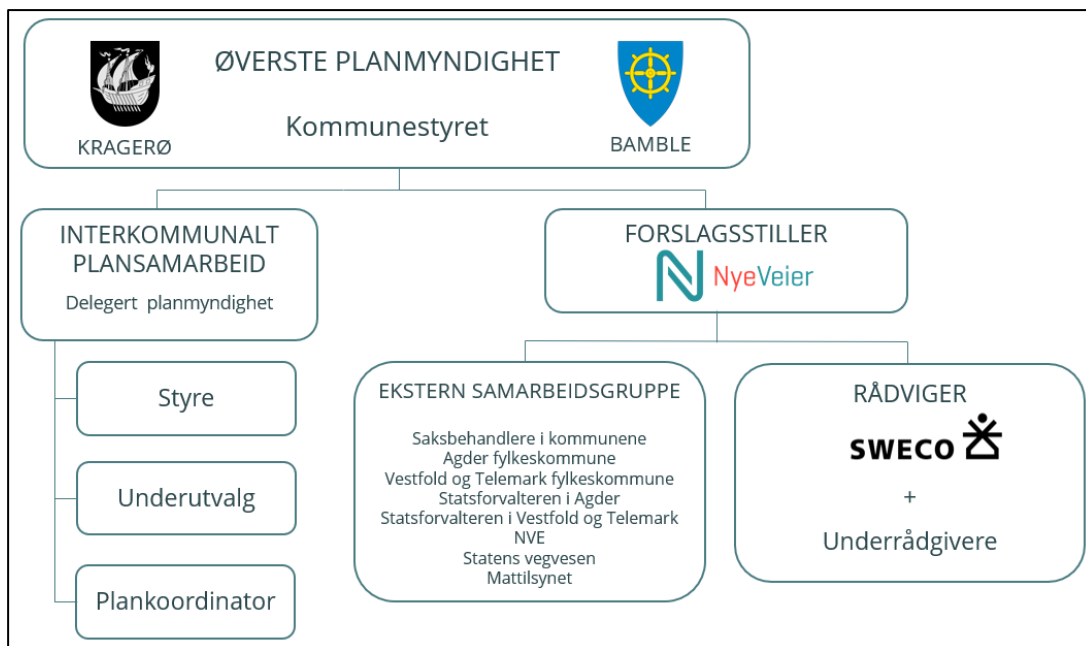 ØVERSTE PLANMYNDIGHET
Kommunestyret
KRAGERØ
BAMBLE
INTERKOMMUNALT
PLANSAMARBEID
Delegert planmyndighet
Styre
Underutvalg
Plankoordinator
FORSLAGSSTILLER
NyeVeier
EKSTERN SAMARBEIDSGRUPPE
Saksbehandlere i kommunene
Agder fylkeskommune
Vestfold og Telemark fylkeskommune
Statsforvalteren i Agder
Statsforvalteren i Vestfold og Telemark
NVE
Statens vegvesen
Mattilsynet
RÅDVIGER
SWECO
+
Underrådgivere